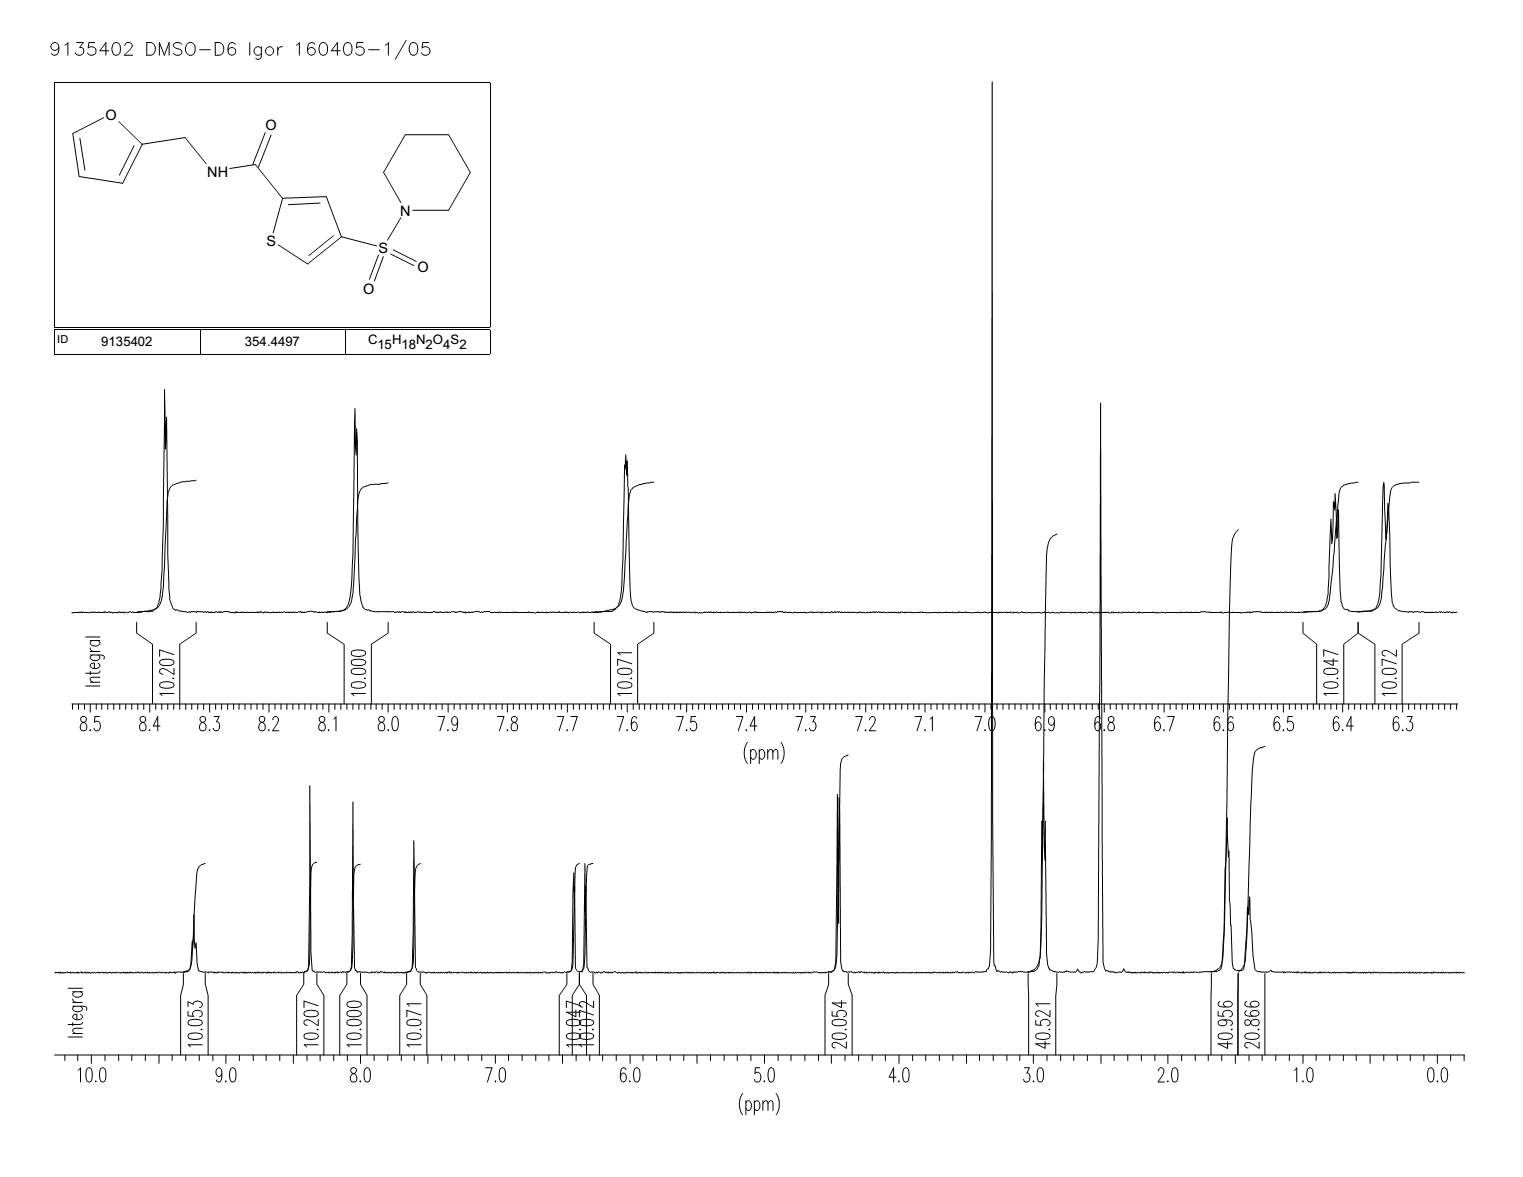 9135402 DMSO-D6 Igor 160405-1/05
O
O
NH
N
S
S
O
O
ID 9135402 354.4497 C15H18N2O4S2
Integral
10.207 10.000 10.071 10.047 10.072
8.5 8.4 8.3 8.2 8.1 8.0 7.9 7.8 7.7 7.6 7.5 7.4 7.3 7.2 7.1 7.0 6.9 6.8 6.7 6.6 6.5 6.4 6.3
(ppm)
Integral
10.053 10.207 10.000 10.071 10.047 10.072 20.054 40.521 40.956 20.866
10.0 9.0 8.0 7.0 6.0 5.0 4.0 3.0 2.0 1.0 0.0
(ppm)